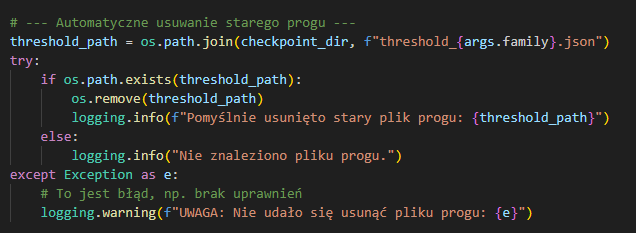 # --- Automatyczne usuwanie starego progu ---
threshold_path = os.path.join(checkpoint_dir, f"threshold_{args.family}.json")
try:
    if os.path.exists(threshold_path):
        os.remove(threshold_path)
        logging.info(f"Pomyślnie usunięto stary plik progu: {threshold_path}")
    else:
        logging.info("Nie znaleziono pliku progu.")
except Exception as e:
    # To jest błąd, np. brak uprawnień
    logging.warning(f"UWAGA: Nie udało się usunąć pliku progu: {e}")